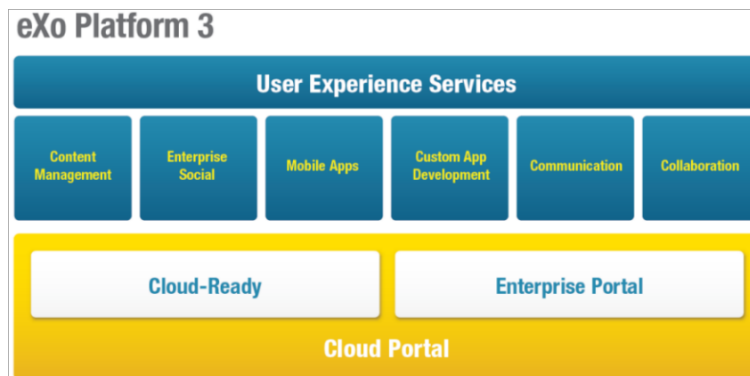 eXo Platform 3
User Experience Services
Content
Management
Enterprise
Social
Mobile Apps
Custom App
Development
Communication
Collaboration
Cloud-Ready
Enterprise Portal
Cloud Portal